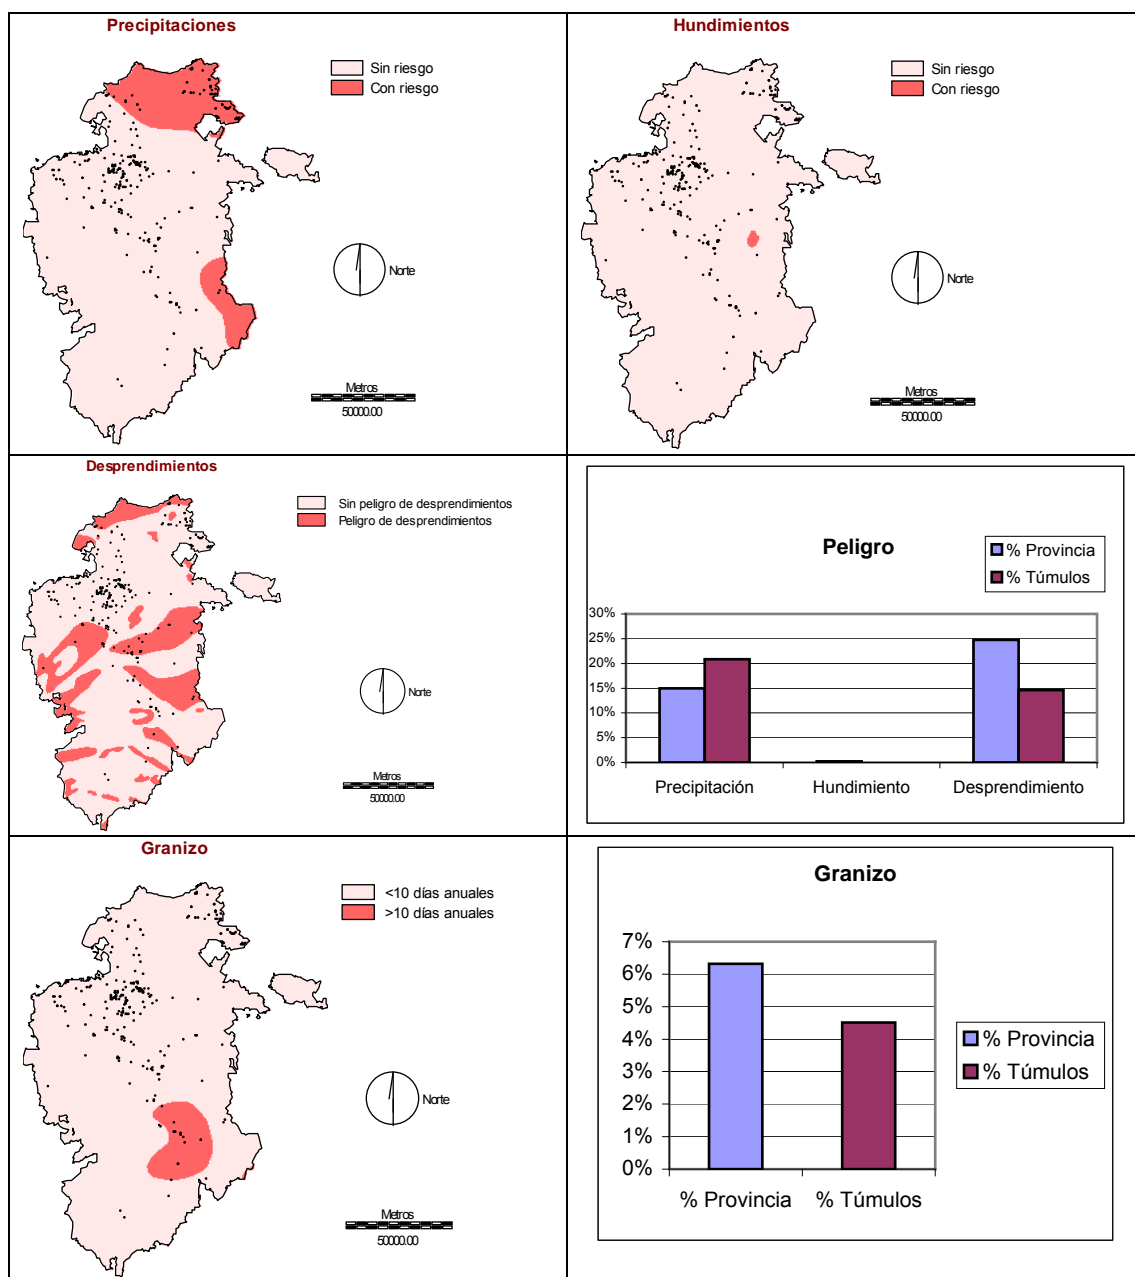 Precipitaciones
Sin riesgo
Con riesgo
Norte
Metros
50000.00
Hundimientos
Sin riesgo
Con riesgo
Norte
Metros
50000.00
Desprendimientos
Sin peligro de desprendimientos
Peligro de desprendimientos
Norte
Metros
50000.00
Peligro
% Provincia
% Túmulos
30%
25%
20%
15%
10%
5%
0%
Precipitación Hundimiento Desprendimiento
Granizo
<10 días anuales
>10 días anuales
Norte
Metros
50000.00
Granizo
7%
6%
5%
4%
3%
2%
1%
0%
% Provincia % Túmulos
% Provincia
% Túmulos